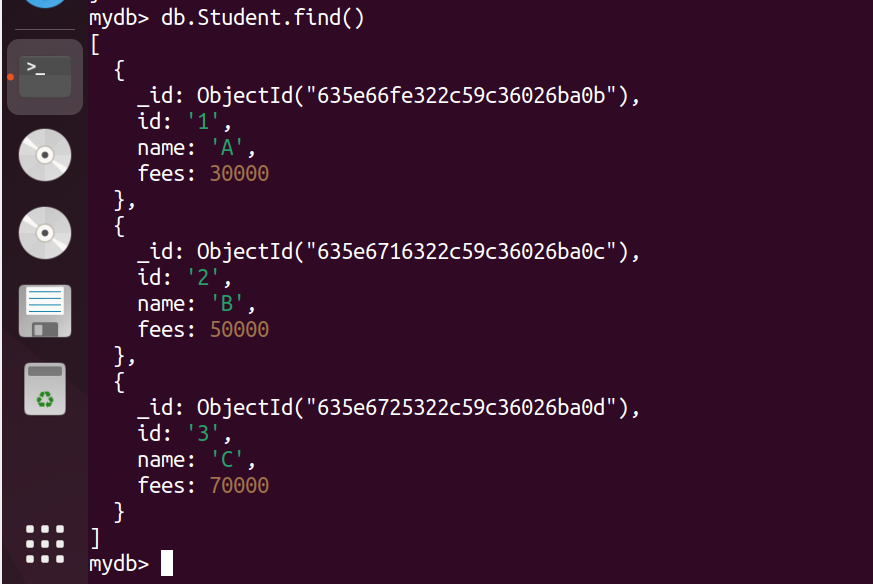 mydb> db.Student.find()
[
  {
    _id: ObjectId("635e66fe322c59c36026ba0b"),
    id: '1',
    name: 'A',
    fees: 30000
  },
  {
    _id: ObjectId("635e6716322c59c36026ba0c"),
    id: '2',
    name: 'B',
    fees: 50000
  },
  {
    _id: ObjectId("635e6725322c59c36026ba0d"),
    id: '3',
    name: 'C',
    fees: 70000
  }
]
mydb>